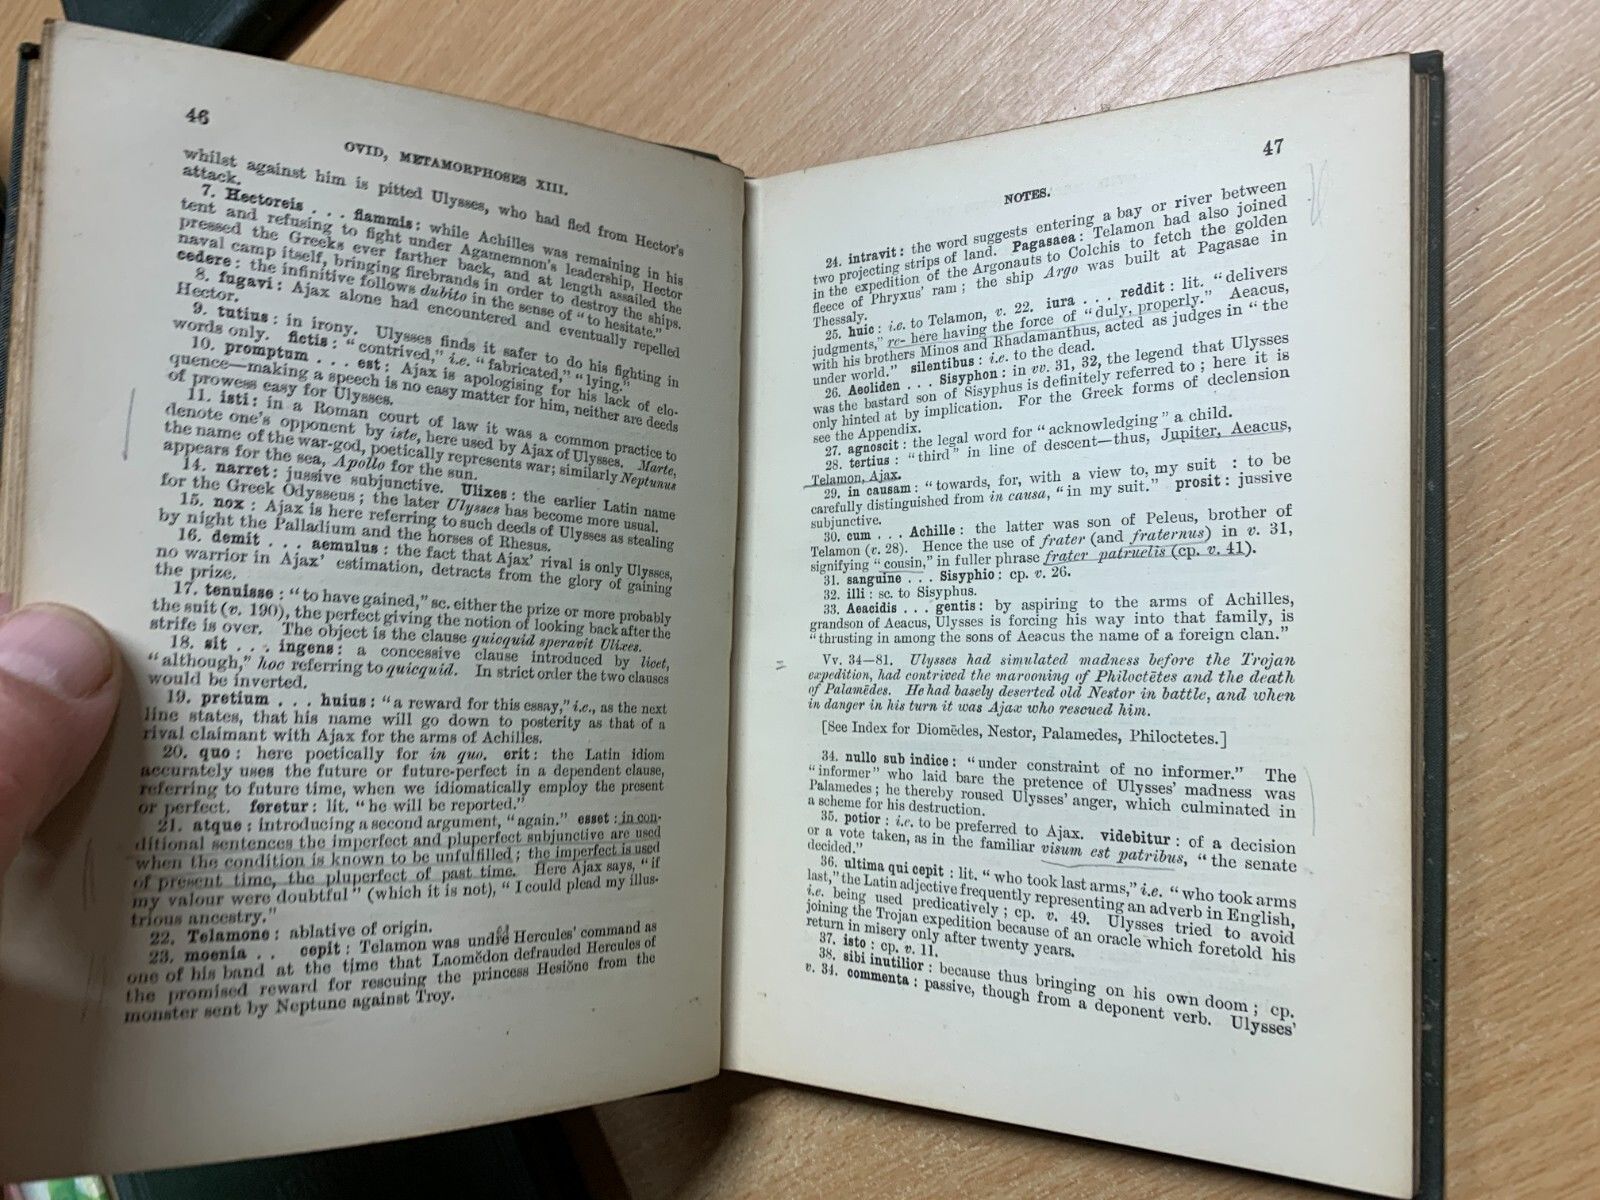 46
OVID, METAMORPHOSES XIII.
whilst against him is pitted Ulysses, who had fled from Hector's
attack.
7. Hectoreis . . . flammis: while Achilles was remaining in his
tent and refusing to fight under Agamemnon's leadership, Hector
pressed the Greeks ever farther back, and at length assailed the
naval camp itself, bringing firebrands in order to destroy the ships.
cedere: the infinitive follows dubito in the sense of "to hesitate."
8. fugavi: Ajax alone had encountered and eventually repelled
Hector.
9. tutius: in irony. Ulysses finds it safer to do his fighting in
words only. fictis: "contrived," i.e. "fabricated," "lying."
10. promptum . . . est: Ajax is apologising for his lack of elo-
quence—making a speech is no easy matter for him, neither are deeds
of prowess easy for Ulysses.
11. isti: in a Roman court of law it was a common practice to
denote one's opponent by iste, here used by Ajax of Ulysses. Marte,
the name of the war-god, poetically represents war; similarly Neptunus
appears for the sea, Apollo for the sun.
14. narret: jussive subjunctive. Ulixes: the earlier Latin name
for the Greek Odysseus; the later Ulysses has become more usual.
15. nox: Ajax is here referring to such deeds of Ulysses as stealing
by night the Palladium and the horses of Rhesus.
16. demit . . . aemulus: the fact that Ajax' rival is only Ulysses,
no warrior in Ajax' estimation, detracts from the glory of gaining
the prize.
17. tenuisse: "to have gained," sc. either the prize or more probably
the suit (v. 190), the perfect giving the notion of looking back after the
strife is over. The object is the clause quicquid speravit Ulixes.
18. sit . . . ingens: a concessive clause introduced by licet,
"although," hoc referring to quicquid. In strict order the two clauses
would be inverted.
19. pretium . . . huius: "a reward for this essay," i.e., as the next
line states, that his name will go down to posterity as that of a
rival claimant with Ajax for the arms of Achilles.
20. quo: here poetically for in quo. erit: the Latin idiom
accurately uses the future or future-perfect in a dependent clause,
referring to future time, when we idiomatically employ the present
or perfect. feretur: lit. "he will be reported."
21. atque: introducing a second argument, "again." esset: in con-
ditional sentences the imperfect and pluperfect subjunctive are used
when the condition is known to be unfulfilled; the imperfect is used
of present time, the pluperfect of past time. Here Ajax says, "if
my valour were doubtful" (which it is not), "I could plead my illus-
trious ancestry."
22. Telamone: ablative of origin.
23. moenia . . cepit: Telamon was under Hercules' command as
one of his band at the time that Laomĕdon defrauded Hercules of
the promised reward for rescuing the princess Hesiŏne from the
monster sent by Neptune against Troy.
47
NOTES.
24. intravit: the word suggests entering a bay or river between
two projecting strips of land. Pagasaea: Telamon had also joined
in the expedition of the Argonauts to Colchis to fetch the golden
fleece of Phryxus' ram; the ship Argo was built at Pagasae in
Thessaly.
25. huic: i.e. to Telamon, v. 22. iura . . . reddit: lit. "delivers
judgments," re- here having the force of "duly, properly." Aeacus,
with his brothers Minos and Rhadamanthus, acted as judges in "the
under world." silentibus: i.e. to the dead.
26. Aeoliden . . . Sisyphon: in vv. 31, 32, the legend that Ulysses
was the bastard son of Sisyphus is definitely referred to; here it is
only hinted at by implication. For the Greek forms of declension
see the Appendix.
27. agnoscit: the legal word for "acknowledging" a child.
28. tertius: "third" in line of descent—thus, Jupiter, Aeacus,
Telamon, Ajax.
29. in causam: "towards, for, with a view to, my suit: to be
carefully distinguished from in causa, "in my suit." prosit: jussive
subjunctive.
30. cum . . . Achille: the latter was son of Peleus, brother of
Telamon (v. 28). Hence the use of frater (and fraternus) in v. 31,
signifying "cousin," in fuller phrase frater patruelis (cp. v. 41).
31. sanguine . . . Sisyphio: cp. v. 26.
32. illi: sc. to Sisyphus.
33. Aeacidis . . . gentis: by aspiring to the arms of Achilles,
grandson of Aeacus, Ulysses is forcing his way into that family, is
"thrusting in among the sons of Aeacus the name of a foreign clan."
Vv. 34—81. Ulysses had simulated madness before the Trojan
expedition, had contrived the marooning of Philoctētes and the death
of Palamēdes. He had basely deserted old Nestor in battle, and when
in danger in his turn it was Ajax who rescued him.
[See Index for Diomēdes, Nestor, Palamedes, Philoctetes.]
34. nullo sub indice: "under constraint of no informer." The
"informer" who laid bare the pretence of Ulysses' madness was
Palamedes; he thereby roused Ulysses' anger, which culminated in
a scheme for his destruction.
35. potior: i.e. to be preferred to Ajax. videbitur: of a decision
or a vote taken, as in the familiar visum est patribus, "the senate
decided."
36. ultima qui cepit: lit. "who took last arms," i.e. "who took arms
last," the Latin adjective frequently representing an adverb in English,
i.e. being used predicatively; cp. v. 49. Ulysses tried to avoid
joining the Trojan expedition because of an oracle which foretold his
return in misery only after twenty years.
37. isto: cp. v. 11.
38. sibi inutilior: because thus bringing on his own doom; cp.
v. 34. commenta: passive, though from a deponent verb. Ulysses'